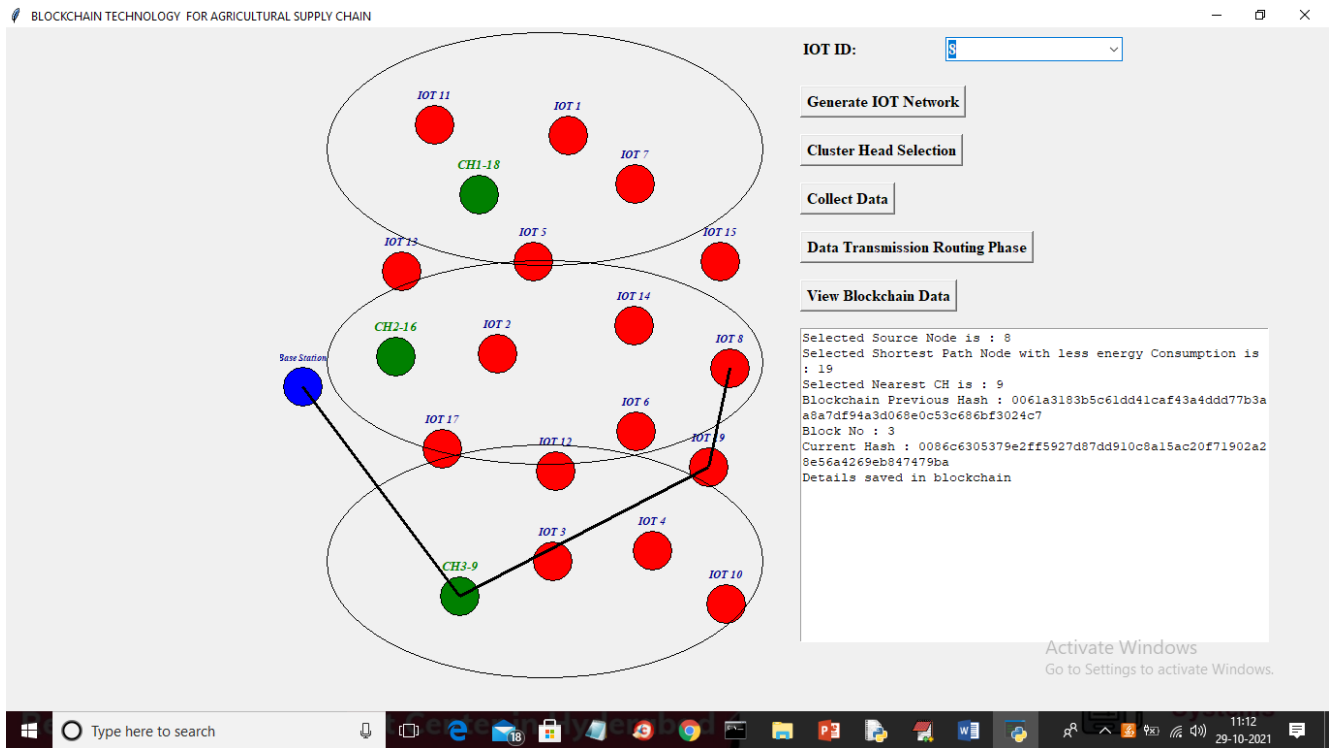 BLOCKCHAIN TECHNOLOGY FOR AGRICULTURAL SUPPLY CHAIN
IOT ID:
8
Generate IOT Network
Cluster Head Selection
Collect Data
Data Transmission Routing Phase
View Blockchain Data
IOT 11
IOT 1
IOT 7
CH1-18
IOT 13
IOT 5
IOT 15
IOT 14
CH2-16
IOT 2
IOT 8
Base Station
IOT 17
IOT 6
IOT 12
IOT 19
IOT 3
IOT 4
CH3-9
IOT 10
Selected Source Node is : 8
Selected Shortest Path Node with less energy Consumption is
: 19
Selected Nearest CH is : 9
Blockchain Previous Hash : 0061a3183b5c61dd41caf43a4ddd77b3a
a8a7df94a3d068e0c53c686bf3024c7
Block No : 3
Current Hash : 0086c6305379e2ff5927d87dd910c8a15ac20f71902a2
8e56a4269eb847479ba
Details saved in blockchain
Activate Windows
Go to Settings to activate Windows.
Type here to search
18
11:12
29-10-2021